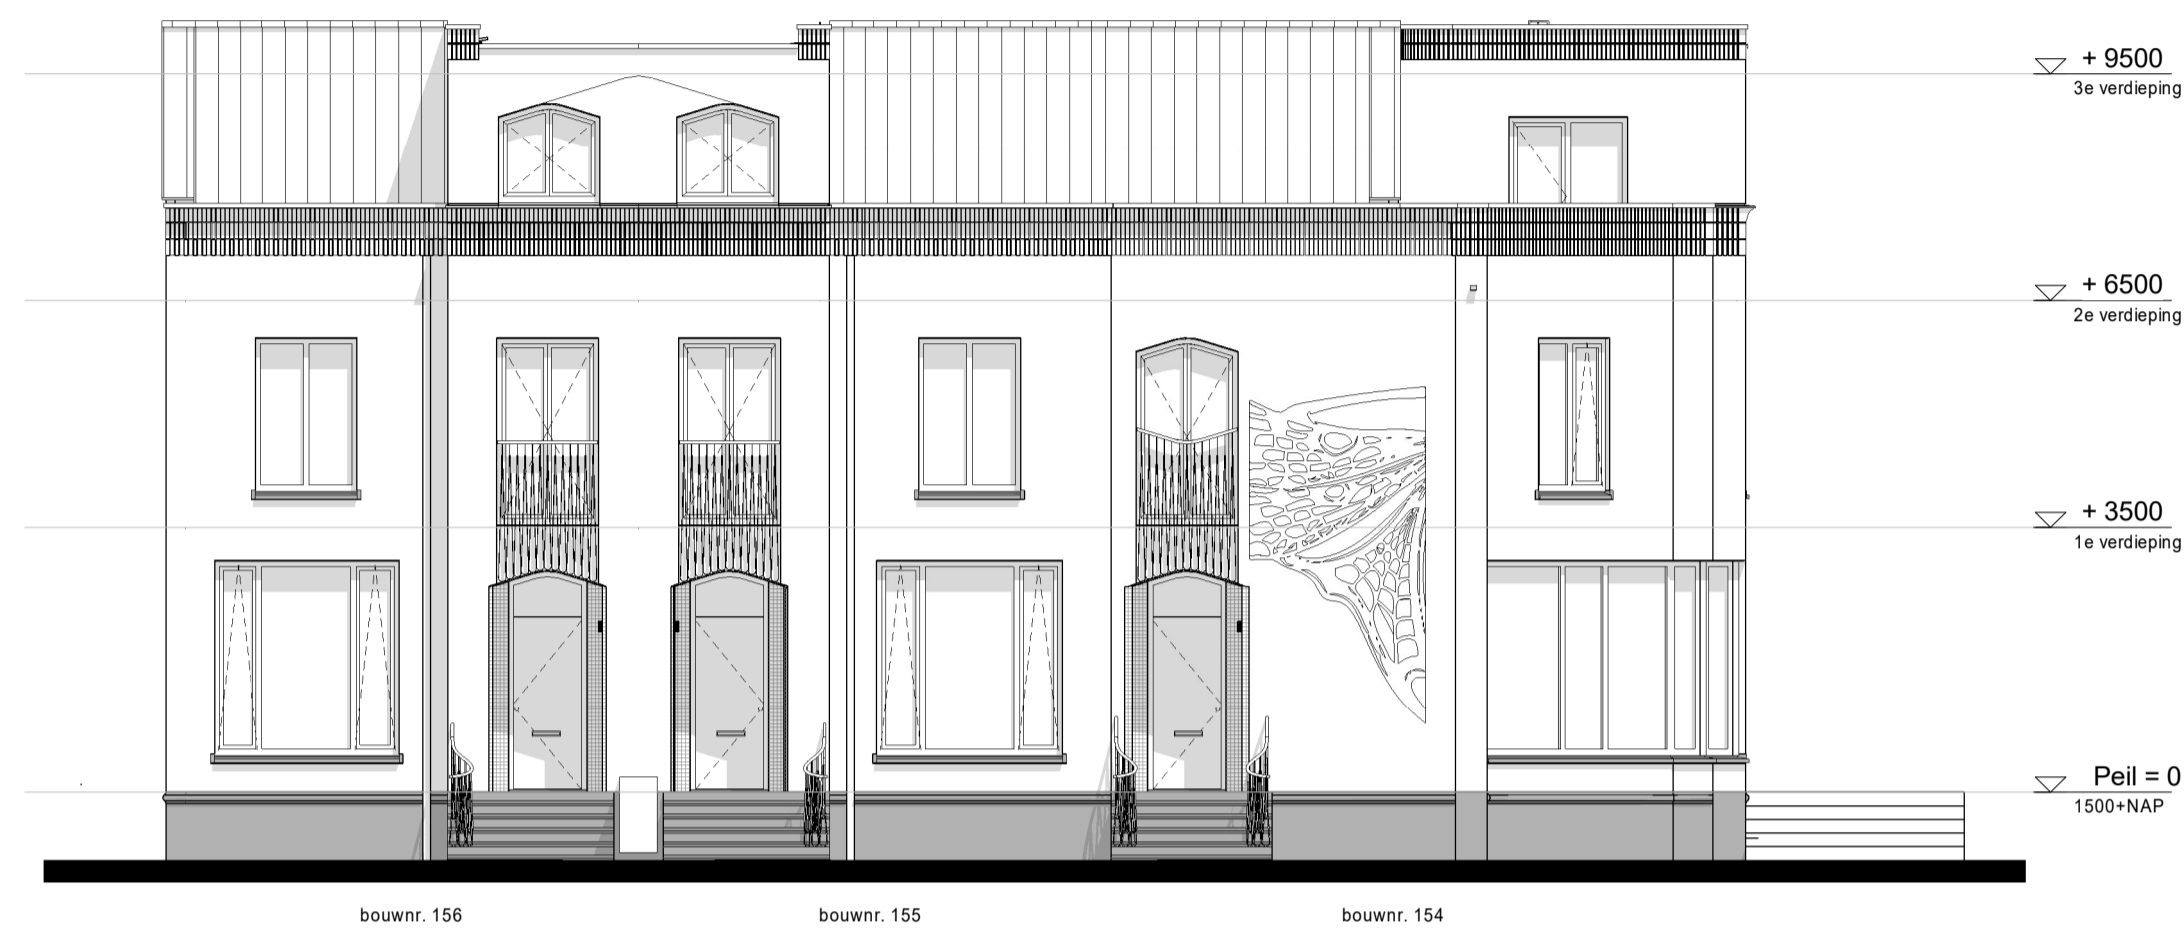 + 9500
3e verdieping
+ 6500
2e verdieping
+ 3500
1e verdieping
Peil = 0
1500+NAP
bouwnr. 156
bouwnr. 155
bouwnr. 154